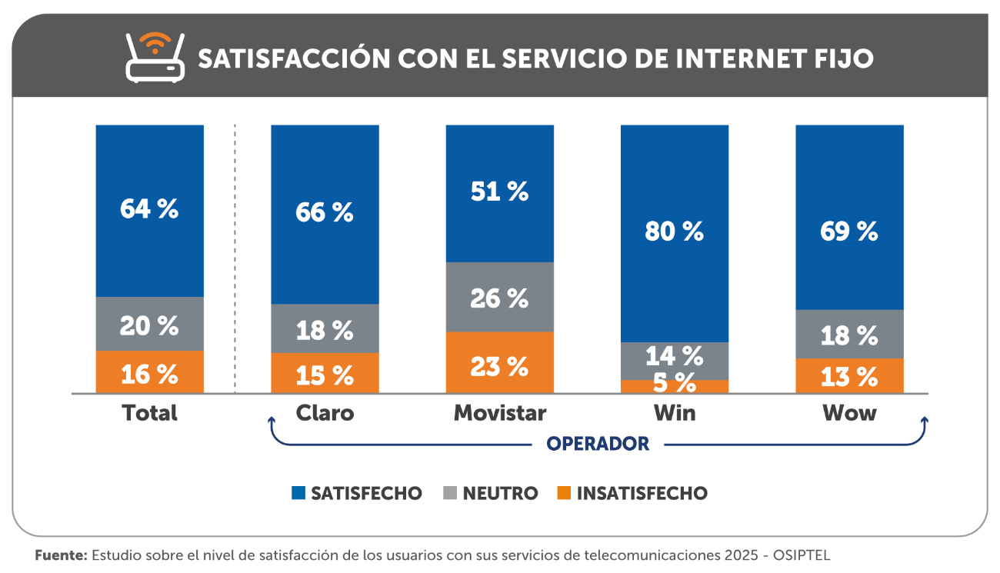 SATISFACCIÓN CON EL SERVICIO DE INTERNET FIJO
64 % 66 % 51 % 80 % 69 %
20 % 18 % 26 % 14 % 18 %
16 % 15 % 23 % 5 % 13 %
Total Claro Movistar Win Wow
OPERADOR
SATISFECHO NEUTRO INSATISFECHO
Fuente: Estudio sobre el nivel de satisfacción de los usuarios con sus servicios de telecomunicaciones 2025 - OSIPTEL